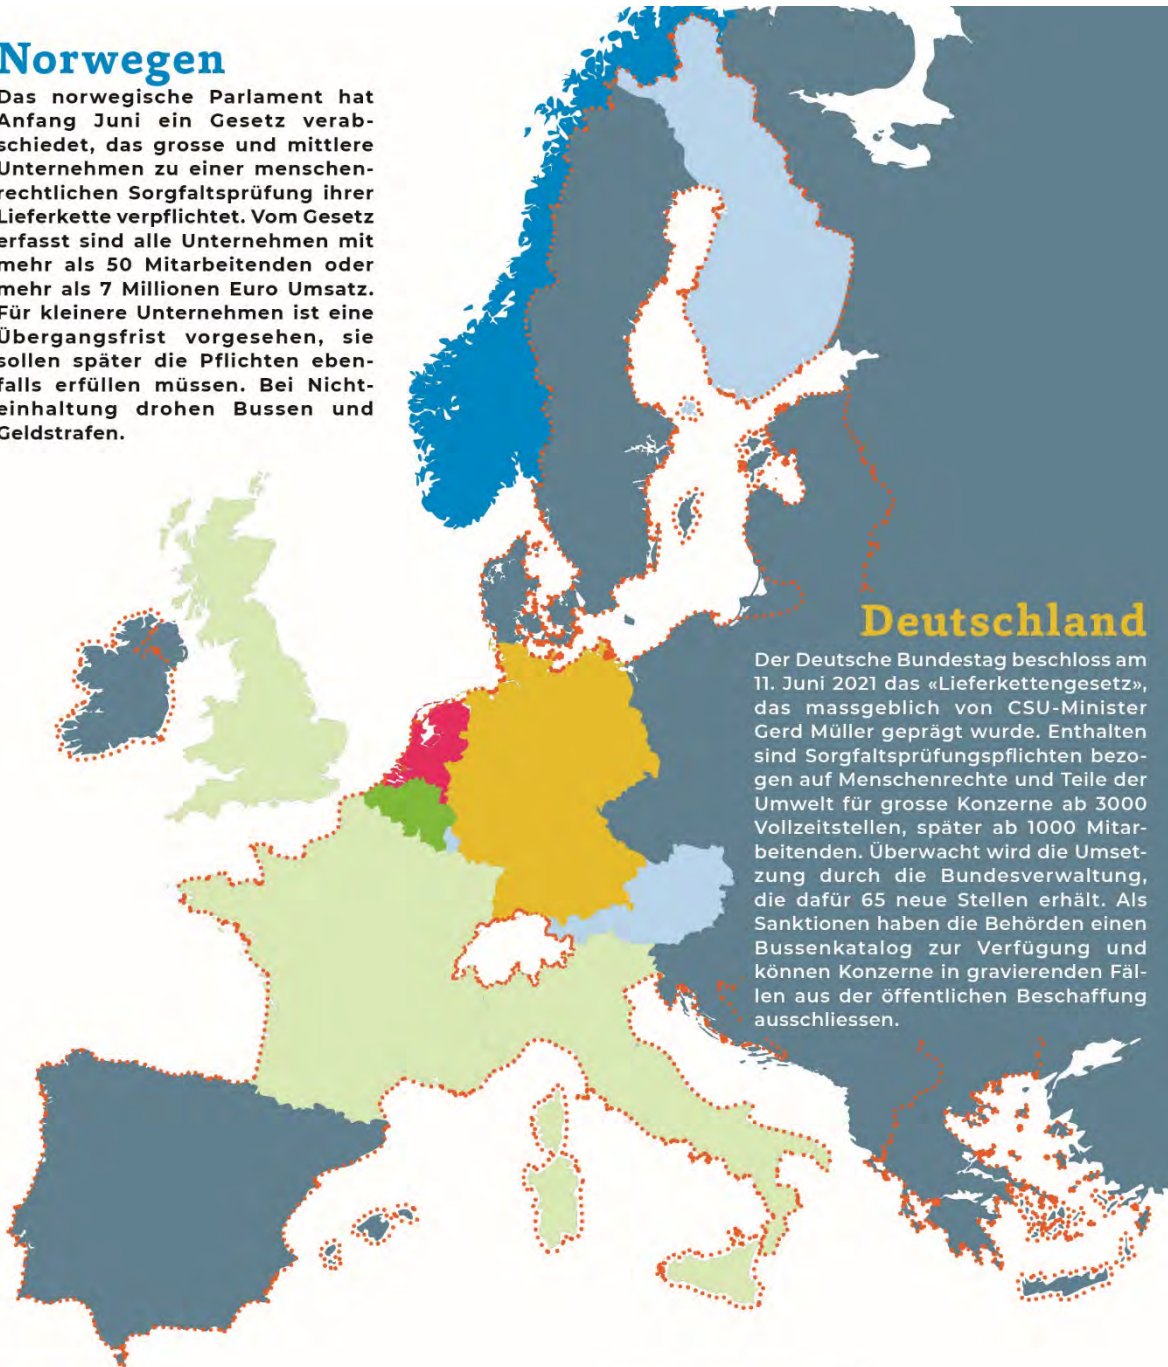 Norwegen
Das norwegische Parlament hat
Anfang Juni ein Gesetz verab-
schiedet, das grosse und mittlere
Unternehmen zu einer menschen-
rechtlichen Sorgfaltsprüfung ihrer
Lieferkette verpflichtet. Vom Gesetz
erfasst sind alle Unternehmen mit
mehr als 50 Mitarbeitenden oder
mehr als 7 Millionen Euro Umsatz.
Für kleinere Unternehmen ist eine
Übergangsfrist vorgesehen, sie
sollen später die Pflichten eben-
falls erfüllen müssen. Bei Nicht-
einhaltung drohen Bussen und
Geldstrafen.
Deutschland
Der Deutsche Bundestag beschloss am
11. Juni 2021 das «Lieferkettengesetz»,
das massgeblich von CSU-Minister
Gerd Müller geprägt wurde. Enthalten
sind Sorgfaltsprüfungspflichten bezo-
gen auf Menschenrechte und Teile der
Umwelt für grosse Konzerne ab 3000
Vollzeitstellen, später ab 1000 Mitar-
beitenden. Überwacht wird die Umset-
zung durch die Bundesverwaltung,
die dafür 65 neue Stellen erhält. Als
Sanktionen haben die Behörden einen
Bussenkatalog zur Verfügung und
können Konzerne in gravierenden Fäl-
len aus der öffentlichen Beschaffung
ausschliessen.